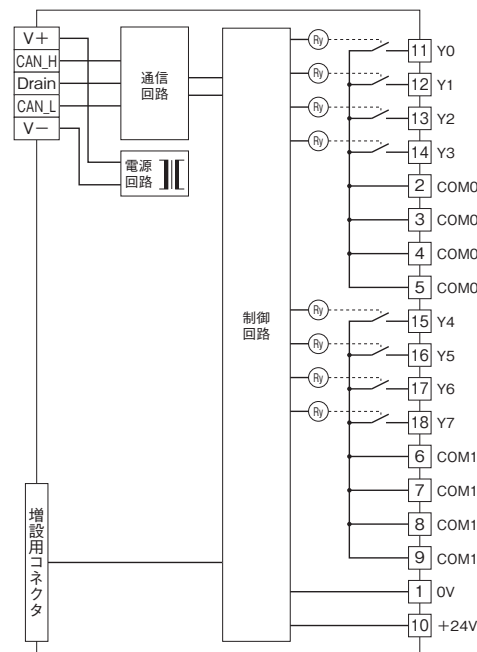 V+
CAN_H
Drain
CAN_L
V−
通信
回路
電源
回路
制御
回路
増設用コネクタ
Ry
11 Y0
Ry
12 Y1
Ry
13 Y2
Ry
14 Y3
2 COM0
3 COM0
4 COM0
5 COM0
Ry
15 Y4
Ry
16 Y5
Ry
17 Y6
Ry
18 Y7
6 COM1
7 COM1
8 COM1
9 COM1
1 0V
10 +24V